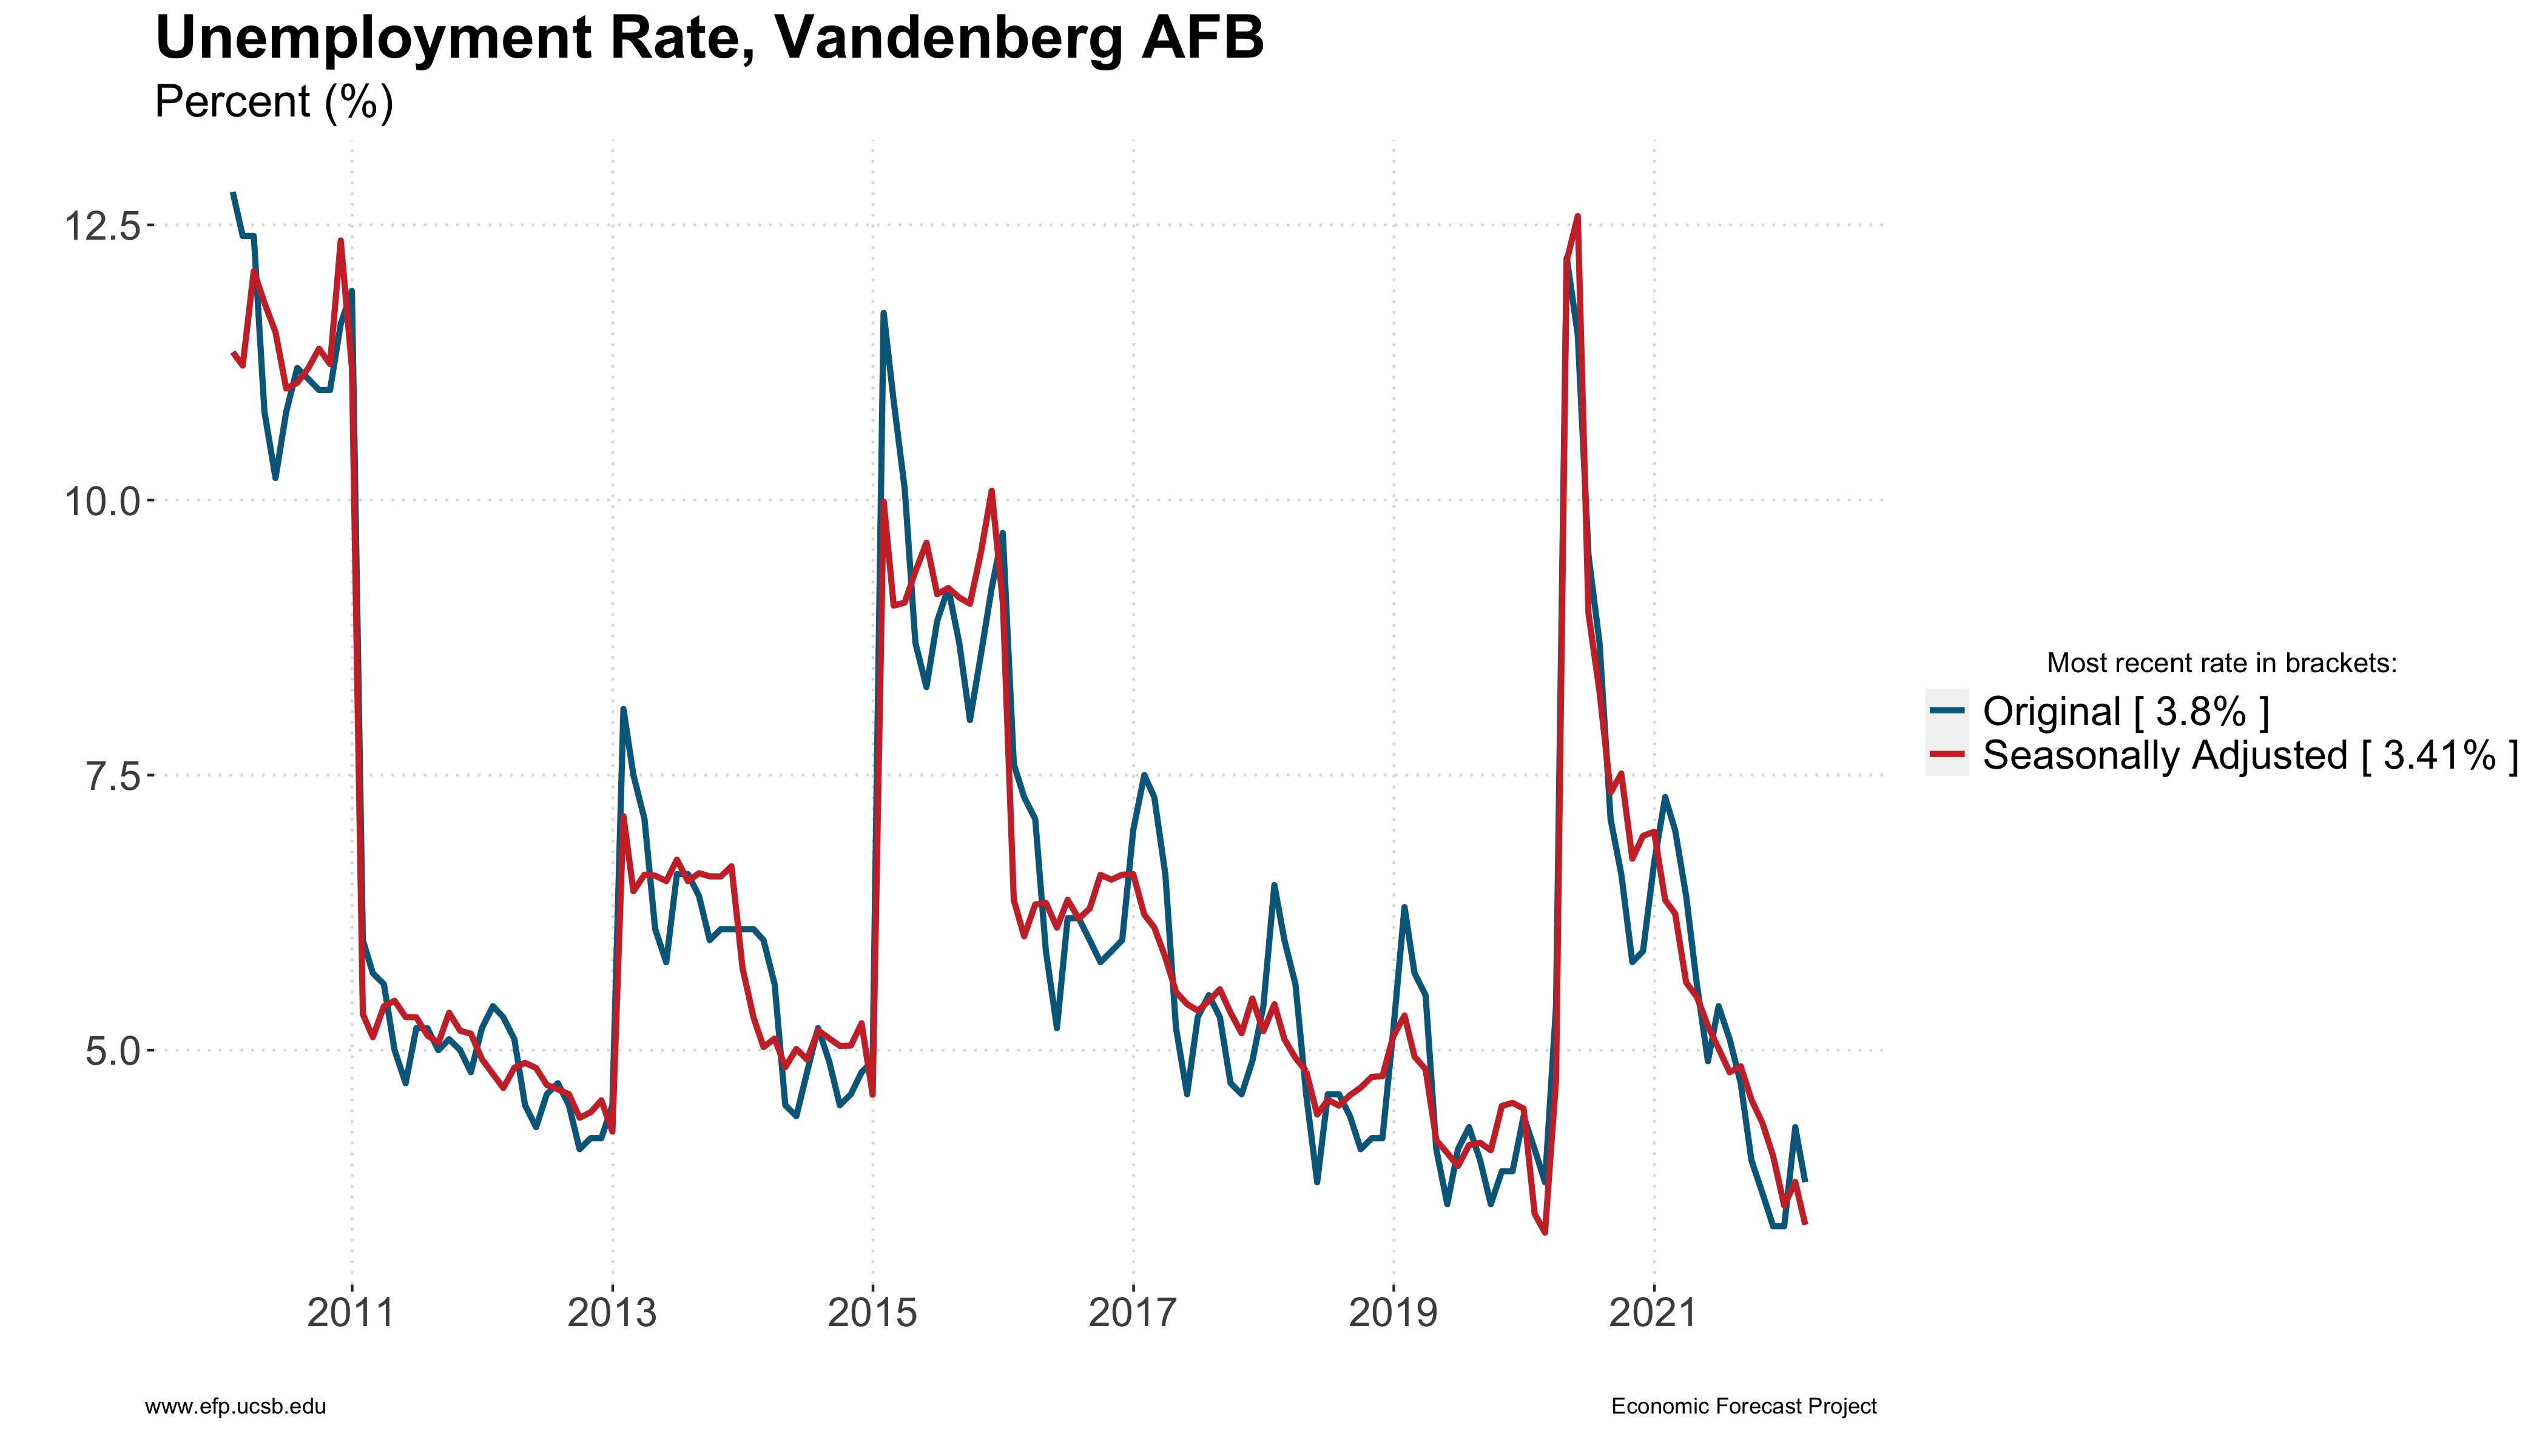 Unemployment Rate, Vandenberg AFB
Percent (%)
12.5
10.0
7.5
5.0
2011
2013
2015
2017
2019
2021
Most recent rate in brackets:
Original [ 3.8% ]
Seasonally Adjusted [ 3.41% ]
www.efp.ucsb.edu
Economic Forecast Project